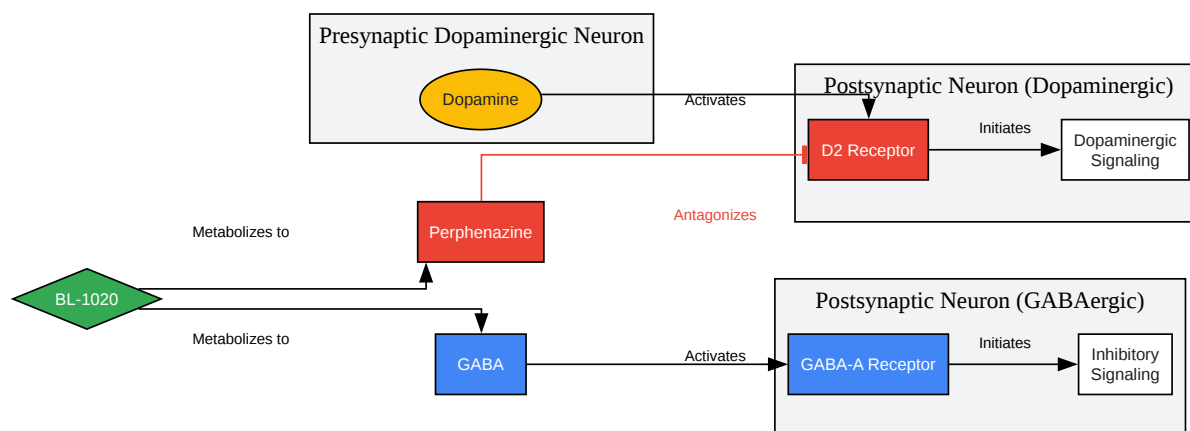 Presynaptic Dopaminergic Neuron
Dopamine
Activates
Postsynaptic Neuron (Dopaminergic)
D2 Receptor
Initiates
Dopaminergic
Signaling
Antagonizes
Perphenazine
Metabolizes to
BL-1020
Metabolizes to
GABA
Activates
Postsynaptic Neuron (GABAergic)
GABA-A Receptor
Initiates
Inhibitory
Signaling